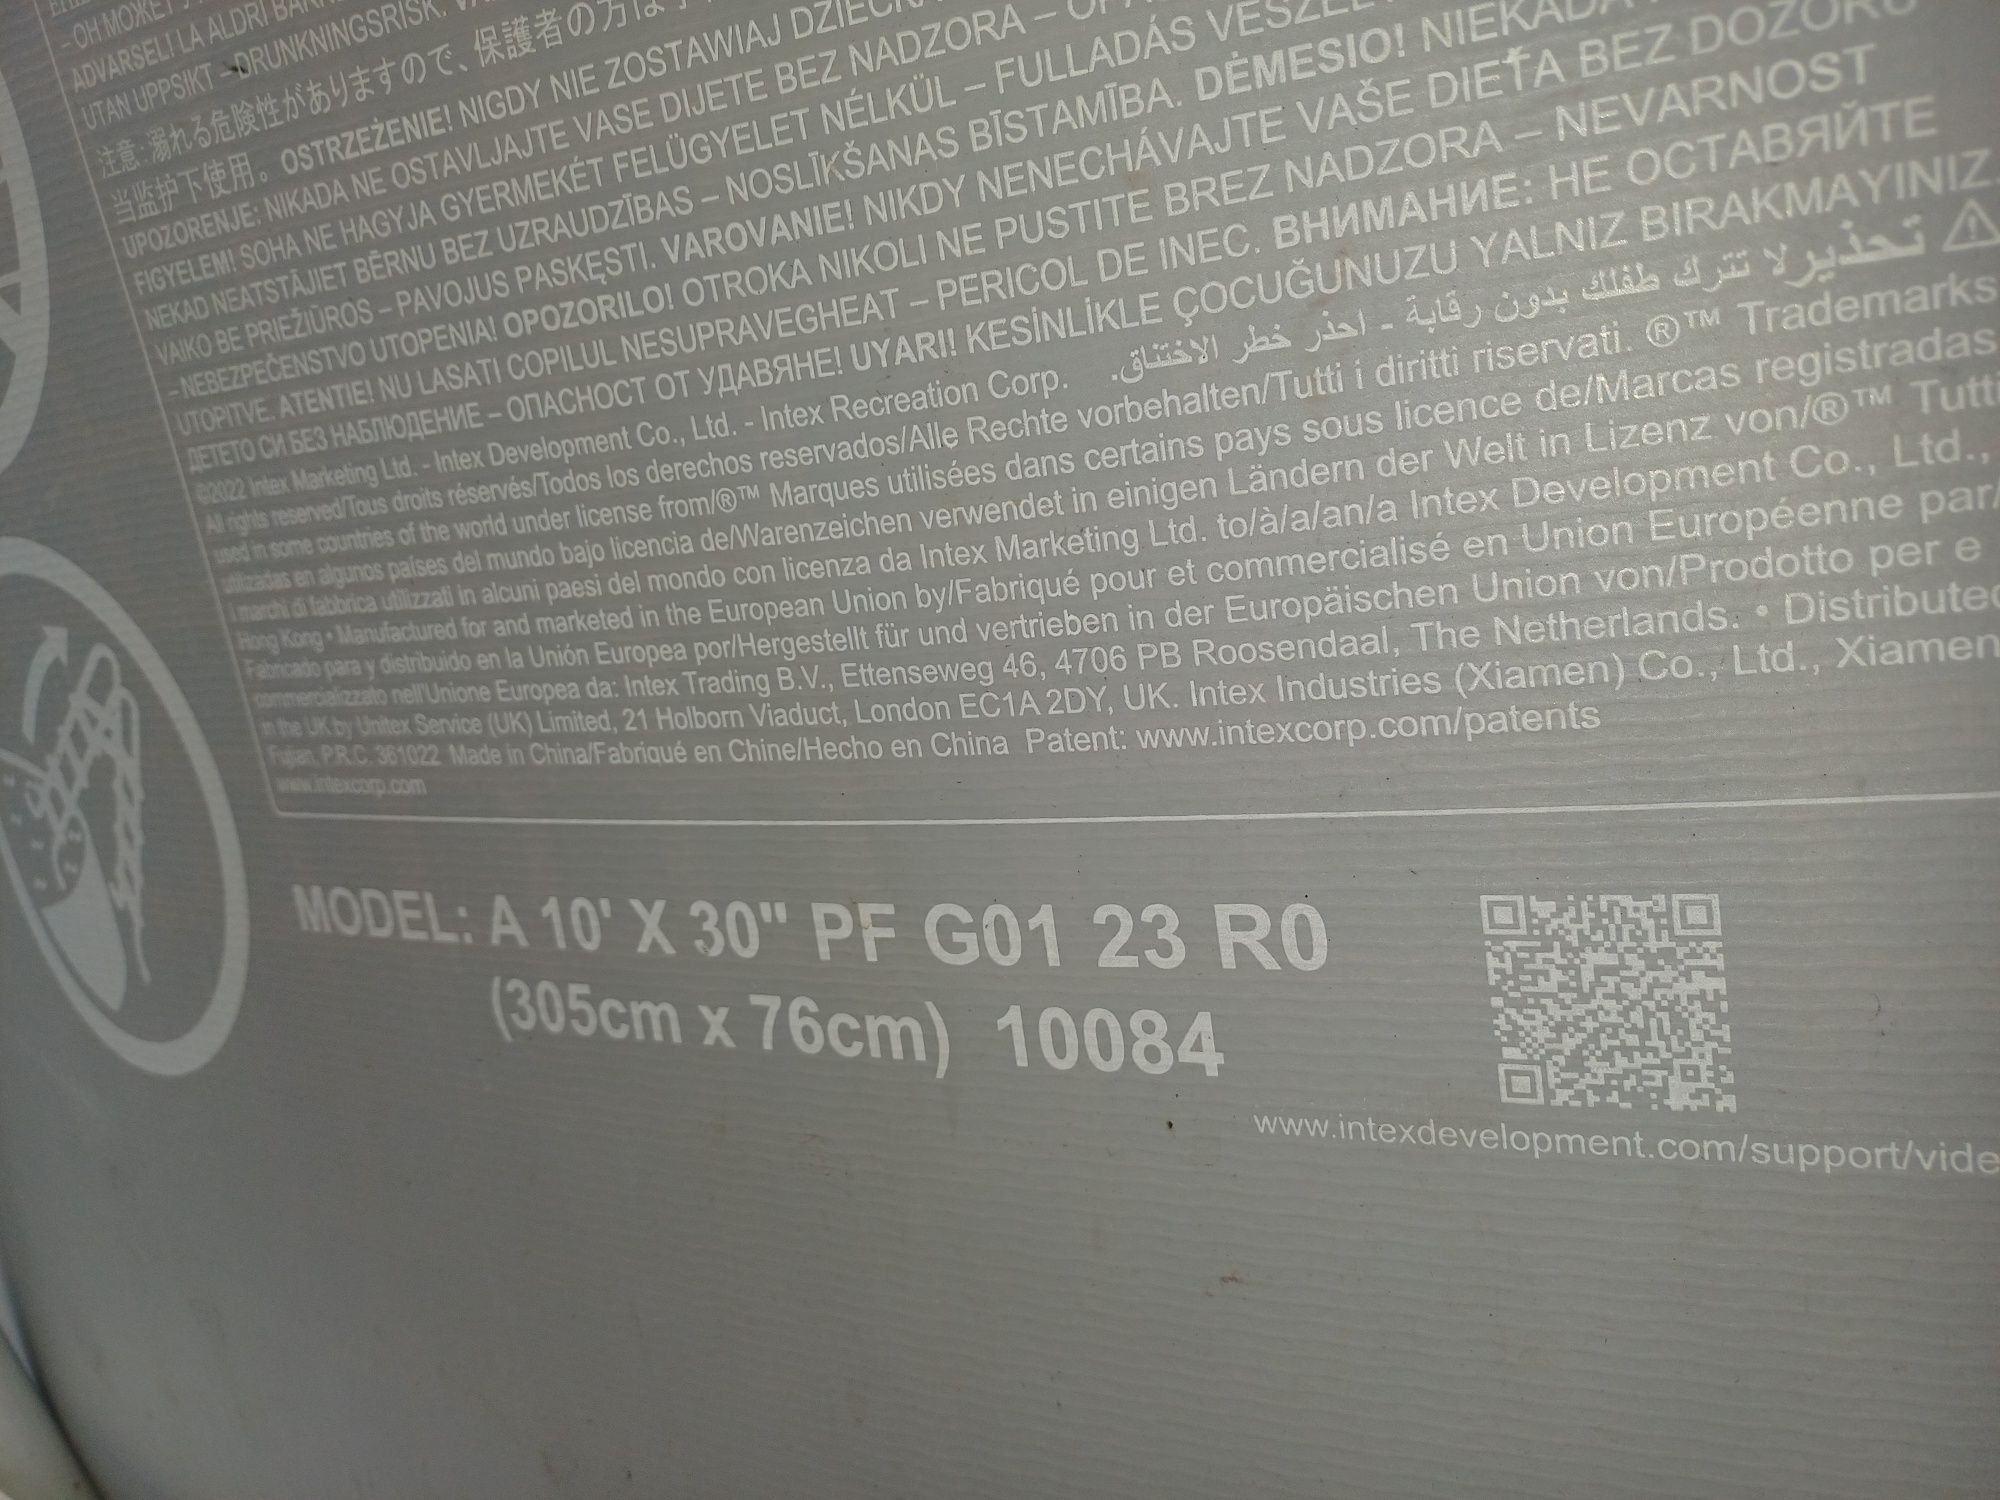 – OH МОЖЕТ
ADVARSEL! LA ALDRI
UTAN UPPSIKT – DRUNKNINGSRISK.
注意:溺れる危険性がありますので、保護者の方は
当监护下使用。OSTRZEŻENIE! NIGDY NIE ZOSTAWIAJ
UPOZORENJE: NIKADA NE OSTAVLJAJTE VASE DIJETE BEZ NADZORA –
FIGYELEM! SOHA NE HAGYJA GYERMEKÉT FELÜGYELET NÉLKÜL – FULLADÁS
NEKAD NEATSTĀJIET BĒRNU BEZ UZRAUDZĪBAS – NOSLĪKŠANAS BĪSTAMĪBA. DĖMESIO! NIEKADA
VAIKO BE PRIEŽIŪROS – PAVOJUS PASKĘSTI. VAROVANIE! NIKDY NENECHÁVAJTE VAŠE DIEŤA BEZ DOZORU
– NEBEZPEČENSTVO UTOPENIA! OPOZORILO! OTROKA NIKOLI NE PUSTITE BREZ NADZORA – NEVARNOST
UTOPITVE. ATENTIE! NU LASATI COPILUL NESUPRAVEGHEAT – PERICOL DE INEC. ВНИМАНИЕ: НЕ ОСТАВЯЙТЕ
ДЕТЕТО СИ БЕЗ НАБЛЮДЕНИЕ – ОПАСНОСТ ОТ УДАВЯНЕ! UYARI! KESİNLİKLE ÇOCUĞUNUZU YALNIZ BIRAKMAYINIZ.
تحذير لا تترك طفلك بدون رقابة - احذر خطر الاختناق.
©2022 Intex Marketing Ltd. - Intex Development Co., Ltd. - Intex Recreation Corp.
All rights reserved/Tous droits réservés/Todos los derechos reservados/Alle Rechte vorbehalten/Tutti i diritti riservati. ®™ Trademarks
used in some countries of the world under license from/®™ Marques utilisées dans certains pays sous licence de/Marcas registradas
utilizadas en algunos países del mundo bajo licencia de/Warenzeichen verwendet in einigen Ländern der Welt in Lizenz von/®™ Tutti
i marchi di fabbrica utilizzati in alcuni paesi del mondo con licenza da Intex Marketing Ltd. to/à/a/an/a Intex Development Co., Ltd.,
Hong Kong • Manufactured for and marketed in the European Union by/Fabriqué pour et commercialisé en Union Européenne par/
Fabricado para y distribuido en la Unión Europea por/Hergestellt für und vertrieben in der Europäischen Union von/Prodotto per e
commercializzato nell'Unione Europea da: Intex Trading B.V., Ettenseweg 46, 4706 PB Roosendaal, The Netherlands. • Distributed
in the UK by Unitex Service (UK) Limited, 21 Holborn Viaduct, London EC1A 2DY, UK. Intex Industries (Xiamen) Co., Ltd., Xiamen
Fujian, P.R.C. 361022 Made in China/Fabriqué en Chine/Hecho en China Patent: www.intexcorp.com/patents
www.intexcorp.com
MODEL: A 10' X 30" PF G01 23 R0
(305cm x 76cm) 10084
www.intexdevelopment.com/support/vide